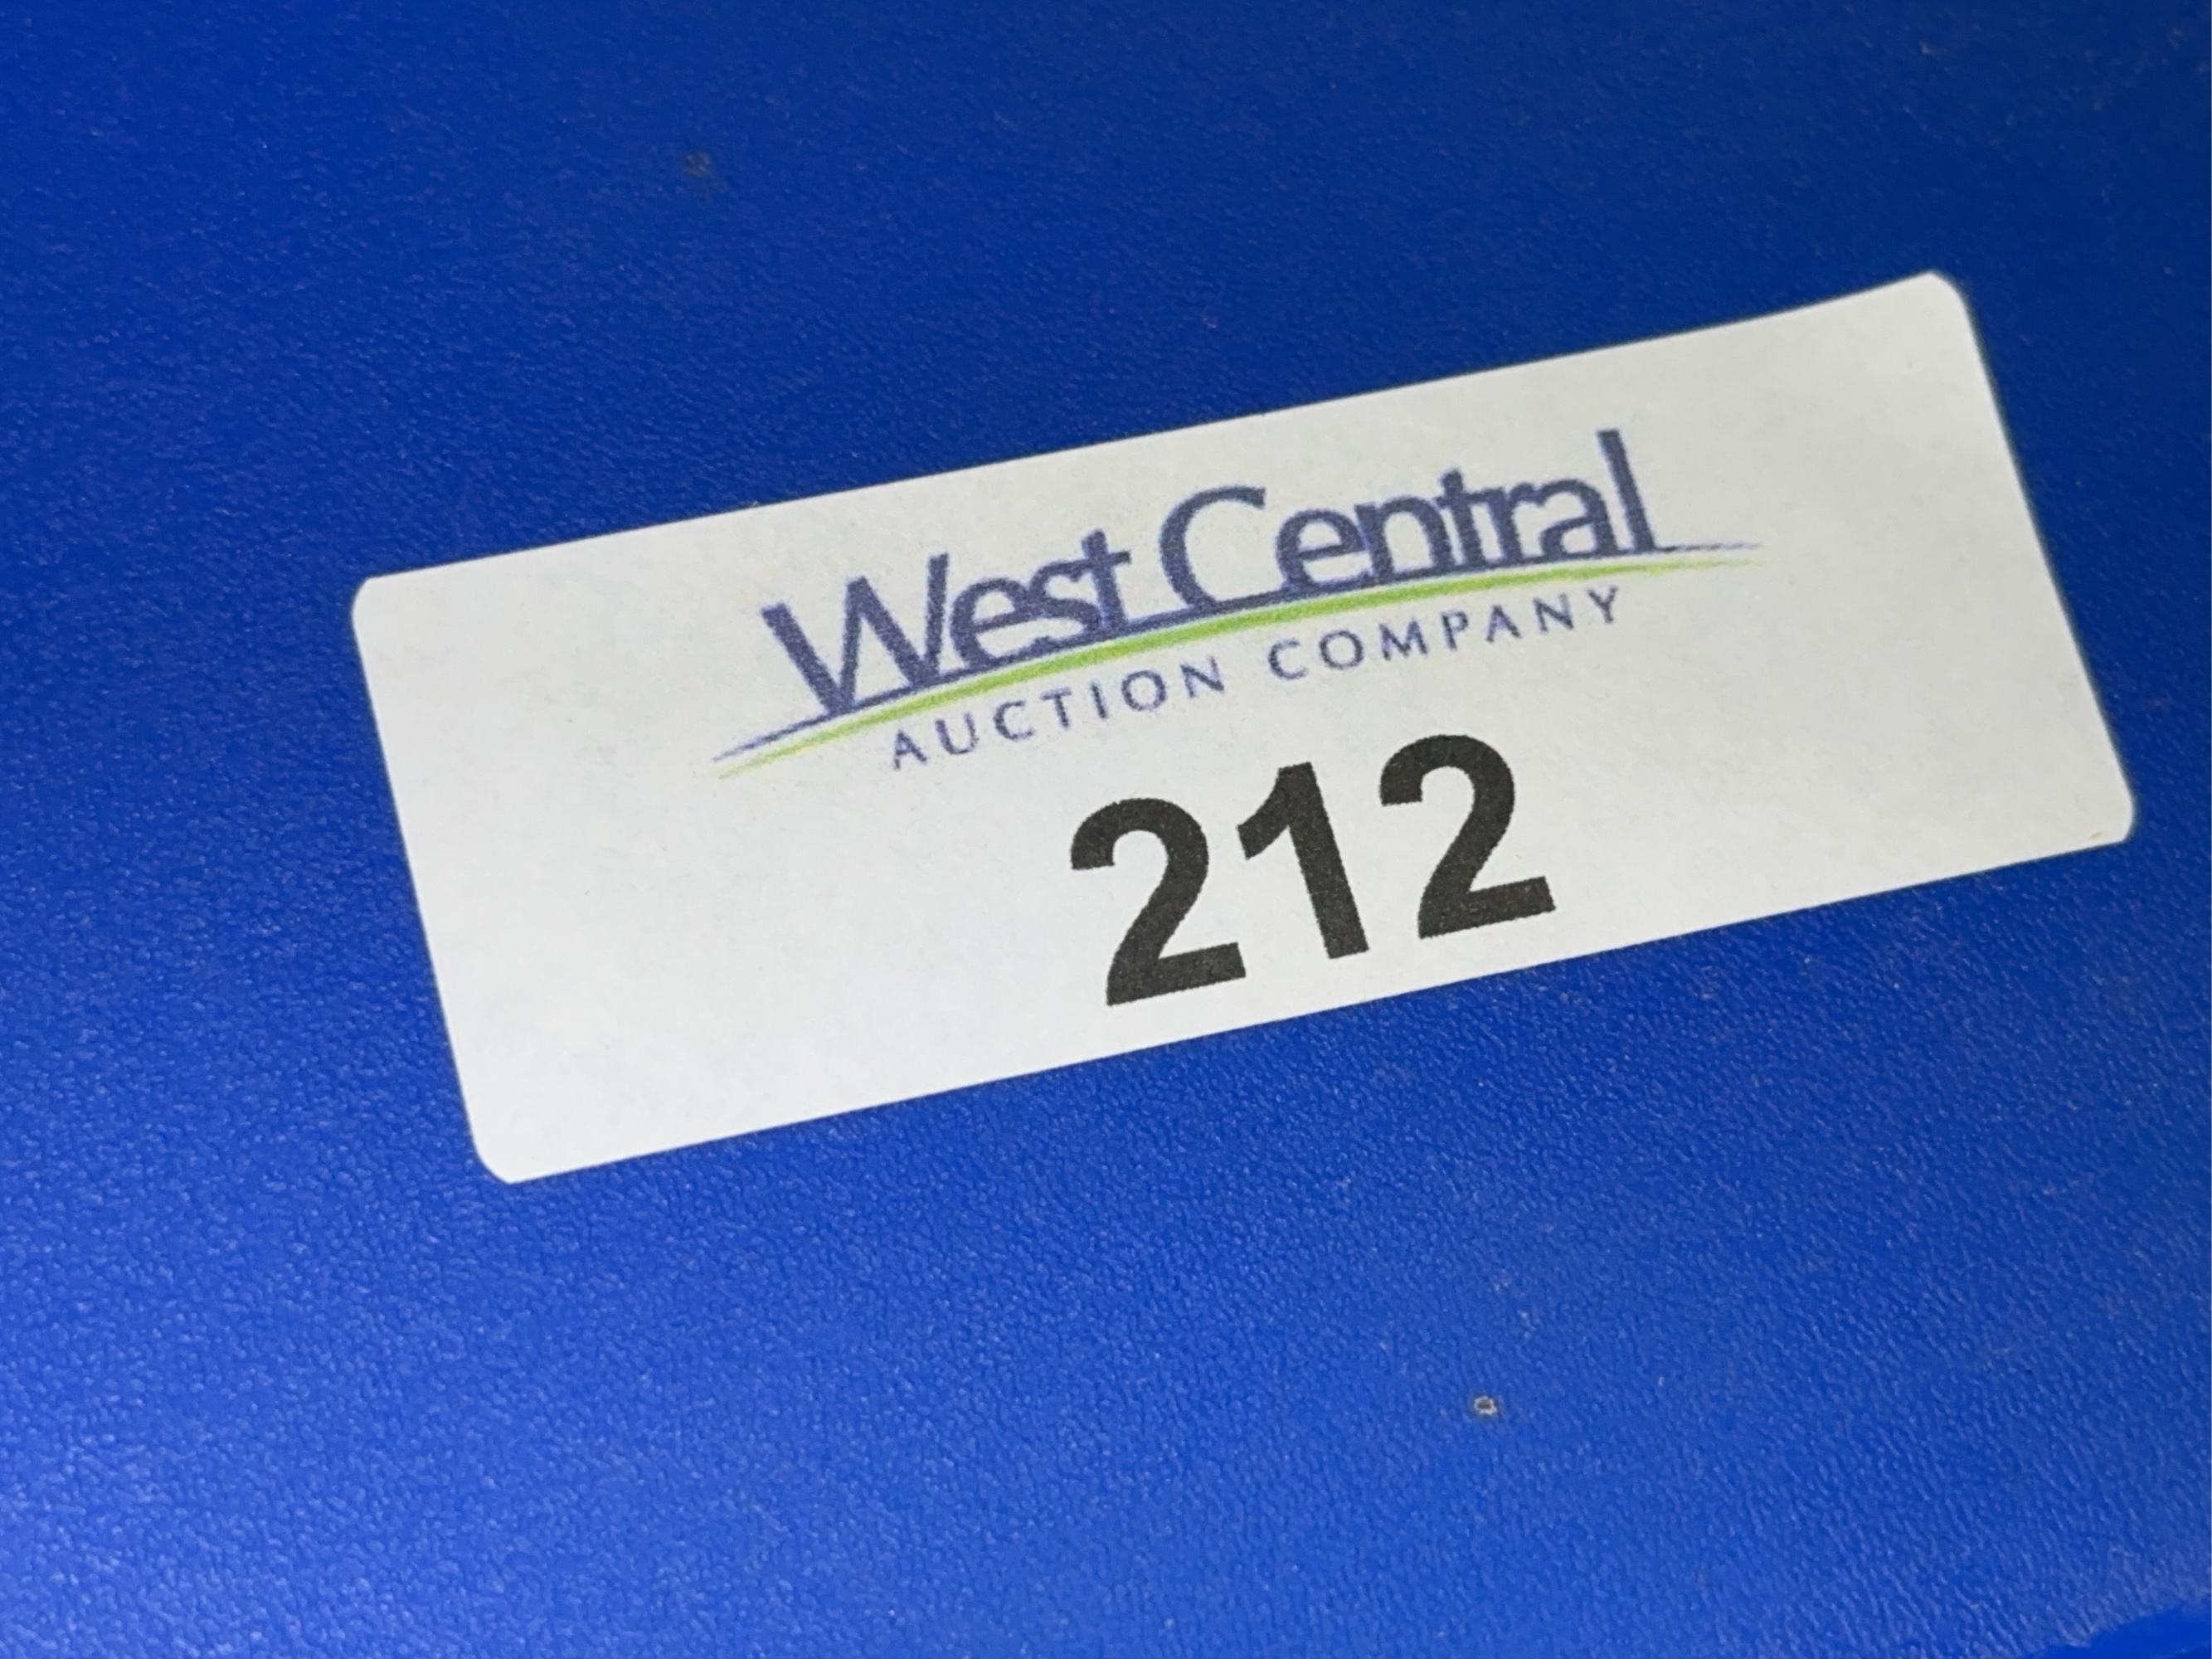 West Central
AUCTION COMPANY
212